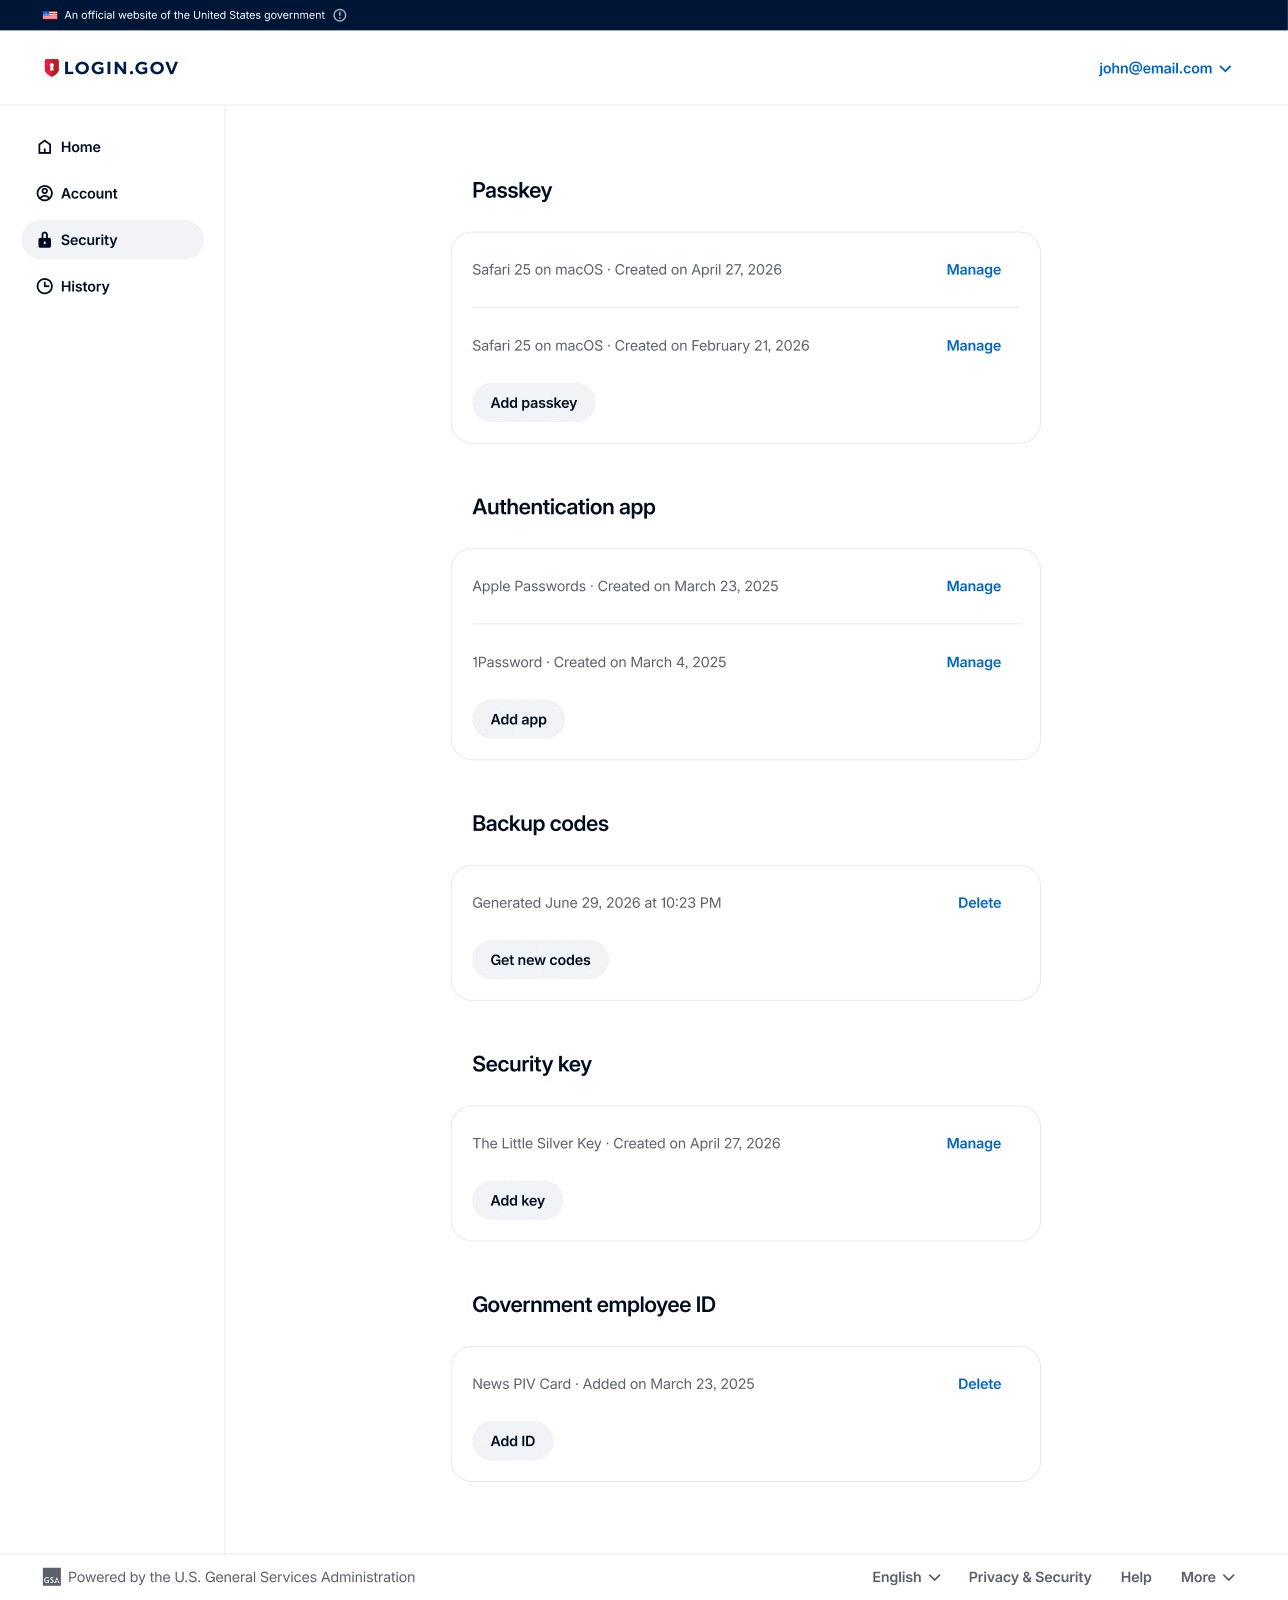 An official website of the United States government
LOGIN.GOV
john@email.com
Home
Account
Security
History
Passkey
Safari 25 on macOS · Created on April 27, 2026 Manage
Safari 25 on macOS · Created on February 21, 2026 Manage
Add passkey
Authentication app
Apple Passwords · Created on March 23, 2025 Manage
1Password · Created on March 4, 2025 Manage
Add app
Backup codes
Generated June 29, 2026 at 10:23 PM Delete
Get new codes
Security key
The Little Silver Key · Created on April 27, 2026 Manage
Add key
Government employee ID
News PIV Card · Added on March 23, 2025 Delete
Add ID
GSA Powered by the U.S. General Services Administration English Privacy & Security Help More